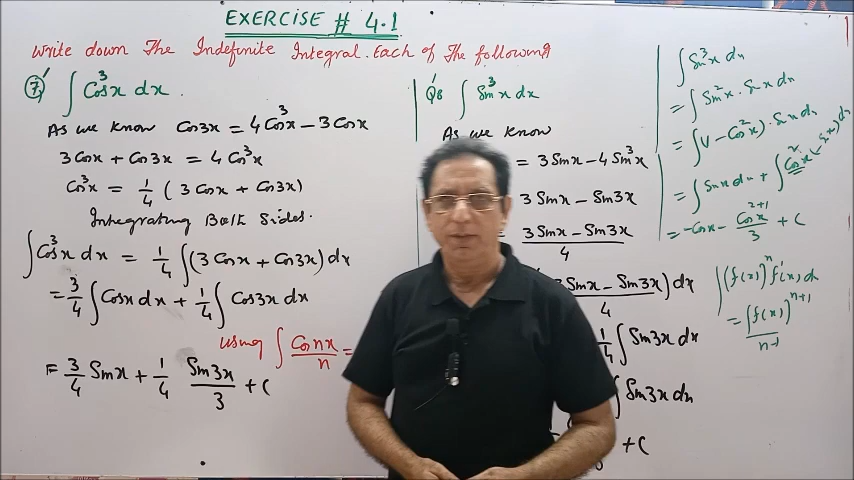 EXERCISE # 4.1
Write down The Indefinite Integral. Each of The following
7) ∫ Cos³x dx.
As we know Cos3x = 4Cos³x − 3Cosx
3Cosx + Cos3x = 4Cos³x
Cos³x = 1/4 (3Cosx + Cos3x)
Integrating Both Sides.
∫Cos³x dx = 1/4 ∫(3Cosx + Cos3x) dx
= 3/4 ∫Cosx dx + 1/4 ∫ Cos3x dx
using ∫ Cosnx/n =
= 3/4 Sinx + 1/4 Sin3x/3 + C
Q8 ∫ Sin³x dx
As we know
= 3Sinx − 4Sin³x
3Sinx − Sin3x
3Sinx − Sin3x / 4
3Sinx − Sin3x / 4) dx
1/4 ∫ Sin3x dx
∫ Sin3x dx
+ C
∫ Sin³x dx
= ∫ Sin²x · Sinx dx
= ∫(1 − Cos²x) · Sinx dx
= ∫ Sinx dx + ∫ Cos²x (−Sinx) dx
= −Cosx − Cos²⁺¹x/3 + C
∫(f(x))ⁿ f'(x) d
= (f(x))ⁿ⁺¹ / n-1